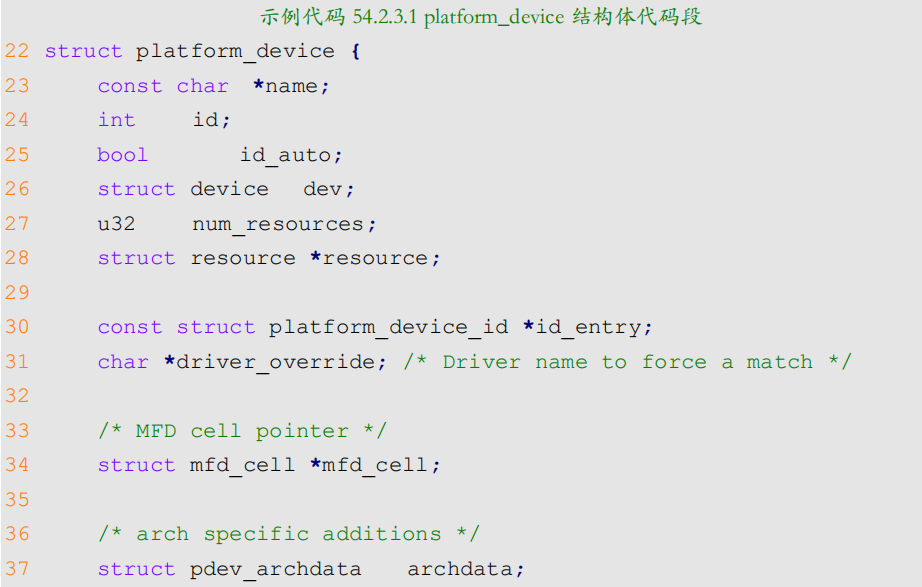 示例代码 54.2.3.1 platform_device 结构体代码段
22 struct platform_device {
23     const char  *name;
24     int    id;
25     bool       id_auto;
26     struct device  dev;
27     u32    num_resources;
28     struct resource *resource;
29
30     const struct platform_device_id *id_entry;
31     char *driver_override; /* Driver name to force a match */
32
33     /* MFD cell pointer */
34     struct mfd_cell *mfd_cell;
35
36     /* arch specific additions */
37     struct pdev_archdata   archdata;